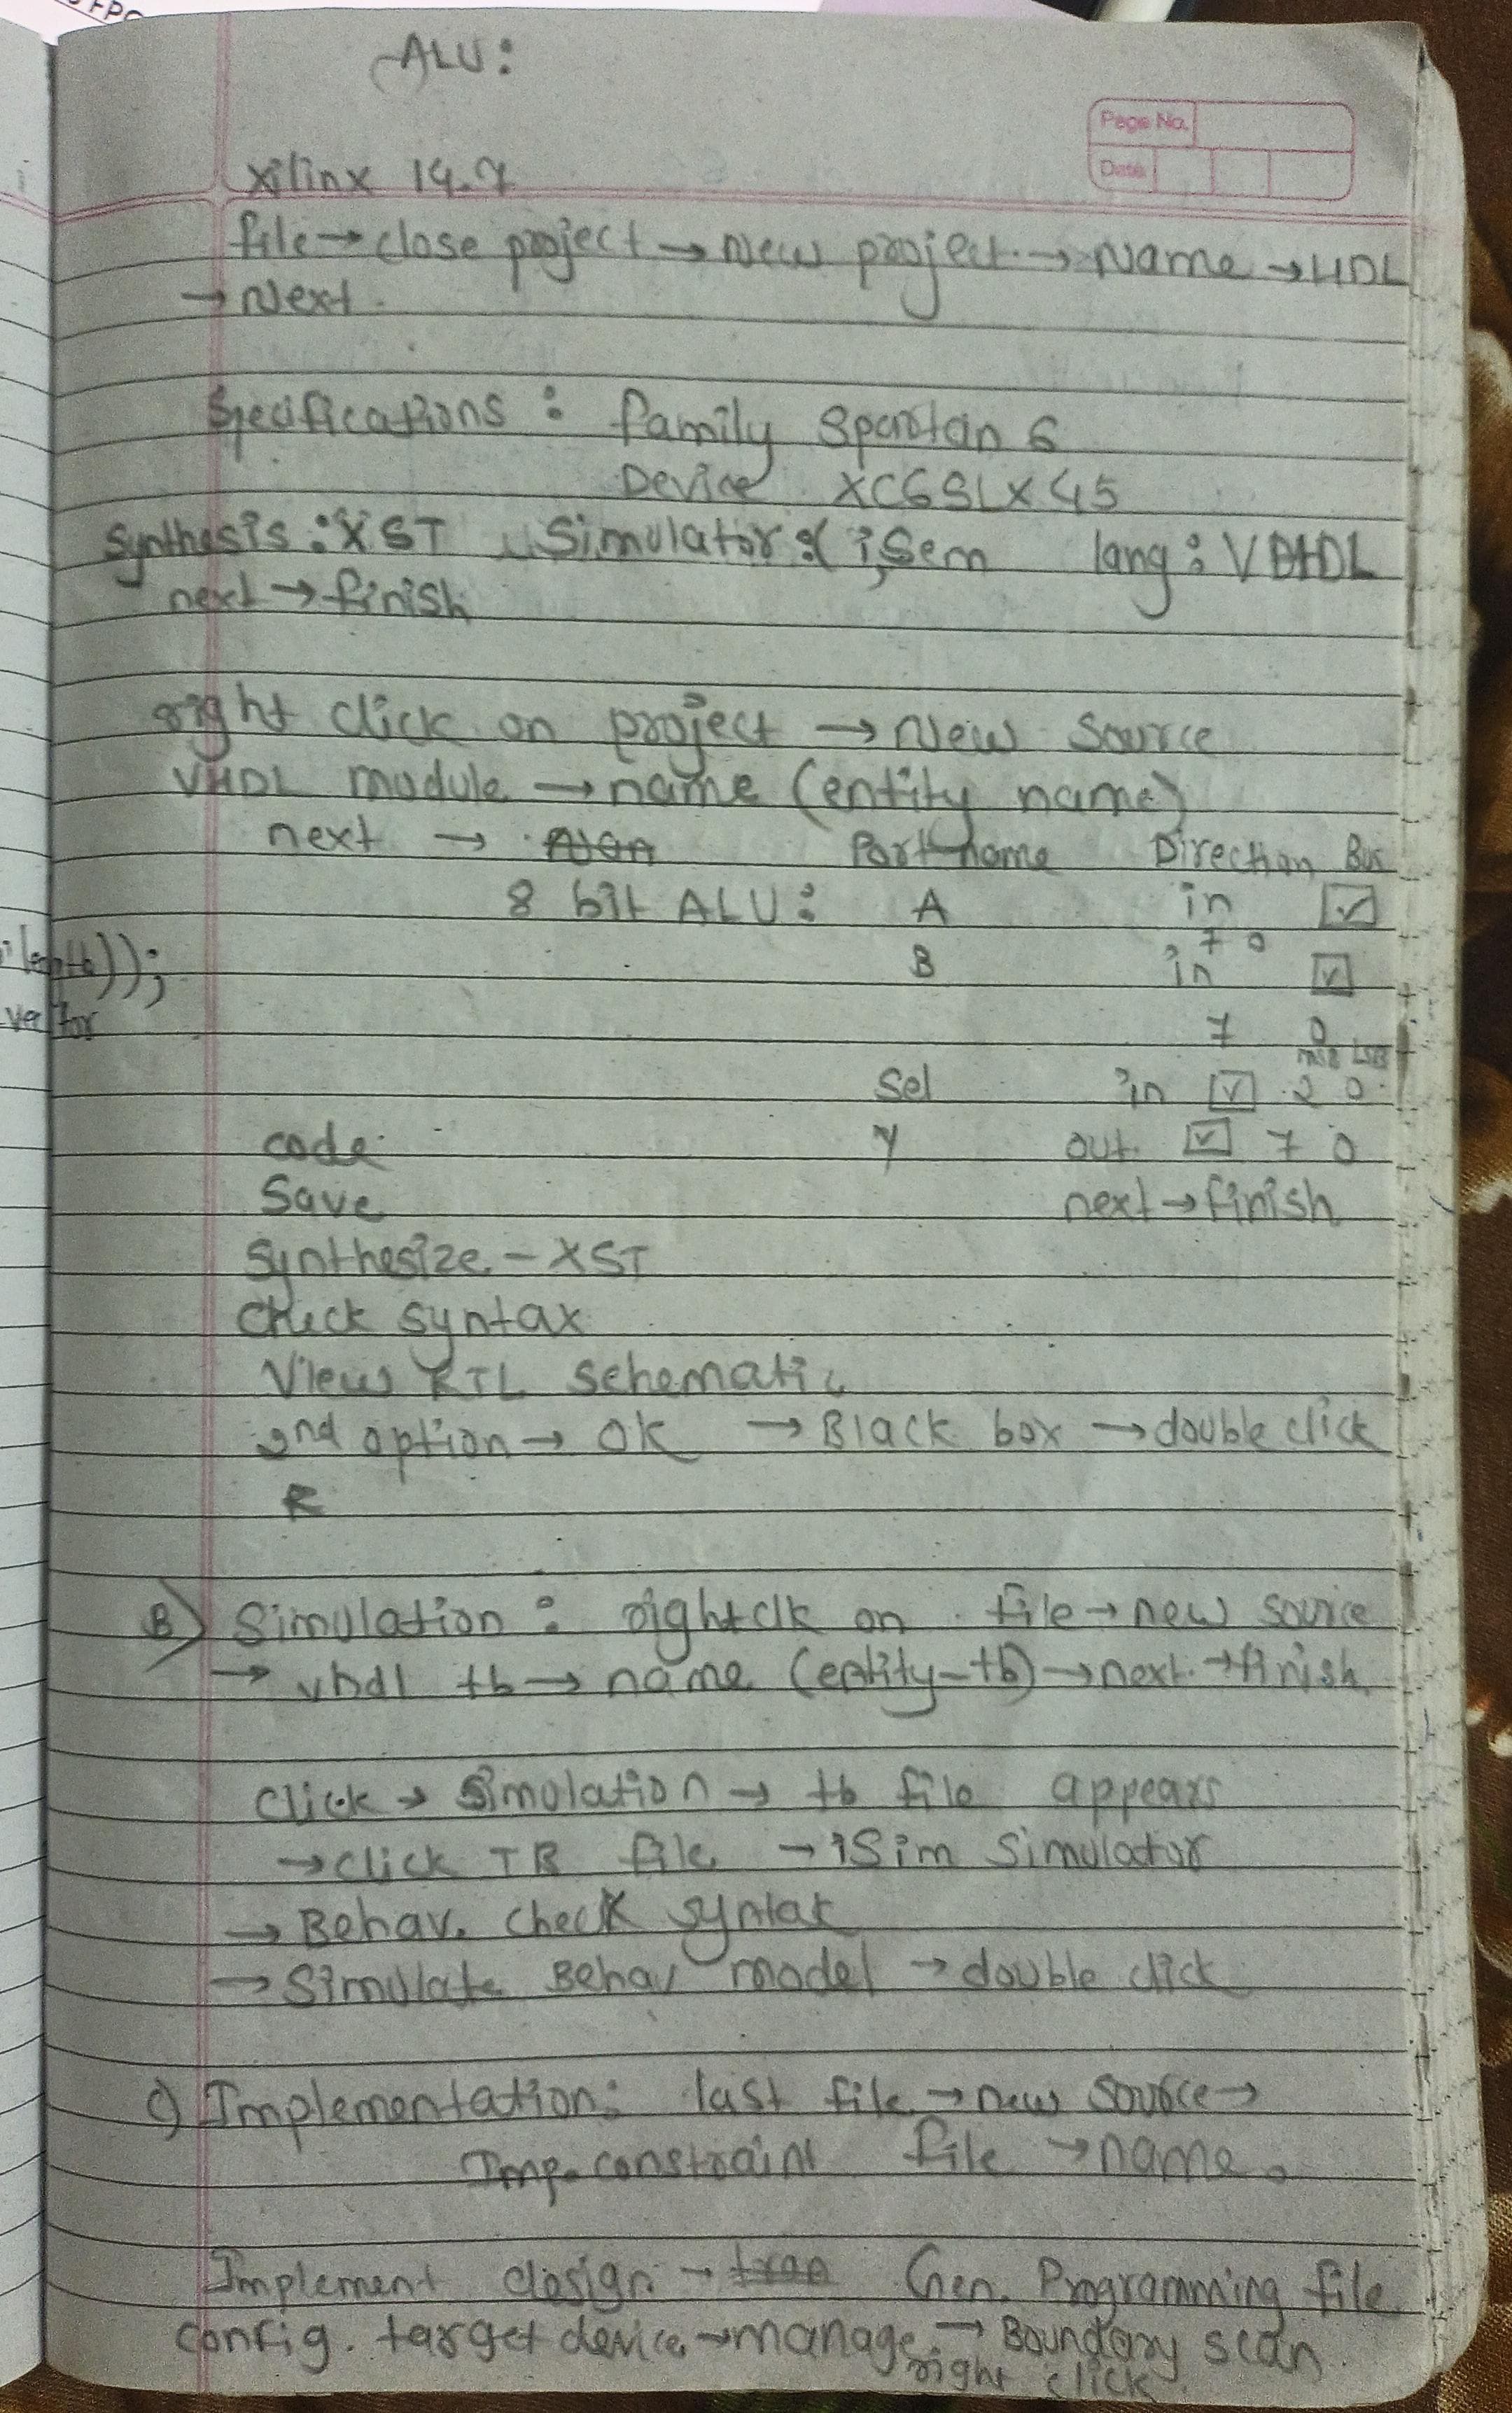 ALU:
Page No.
Date
Xilinx 14.7
file → close project → New project → Name → HDL
→ Next.
Specifications : family Spartan 6
Device XC6SLX45
Synthesis : XST Simulator : isem lang : VHDL
next → finish
right click on project → New Source
VHDL module → name (entity name)
next → Port name Direction Bus
8 bit ALU : A in ☑
7 0
B in ☑
7 0
MSB LSB
Sel in ☑ 2 0
code Y out ☑ 7 0
Save next → finish
Synthesize - XST
Check syntax
View RTL Schematic
2nd option → OK → Black box → double click
R
B) Simulation : right clk on file → new source
→ vhdl tb → name (entity-tb) → next → finish.
Click → Simulation → tb file appears
→ click TB file → iSim Simulator
→ Behav. check syntax
→ Simulate Behav model → double click
c) Implementation: last file → new source →
Imp. constraint file → name.
Implement design → Gen. Programming file
config. target device → manage → Boundary scan
right click.
));